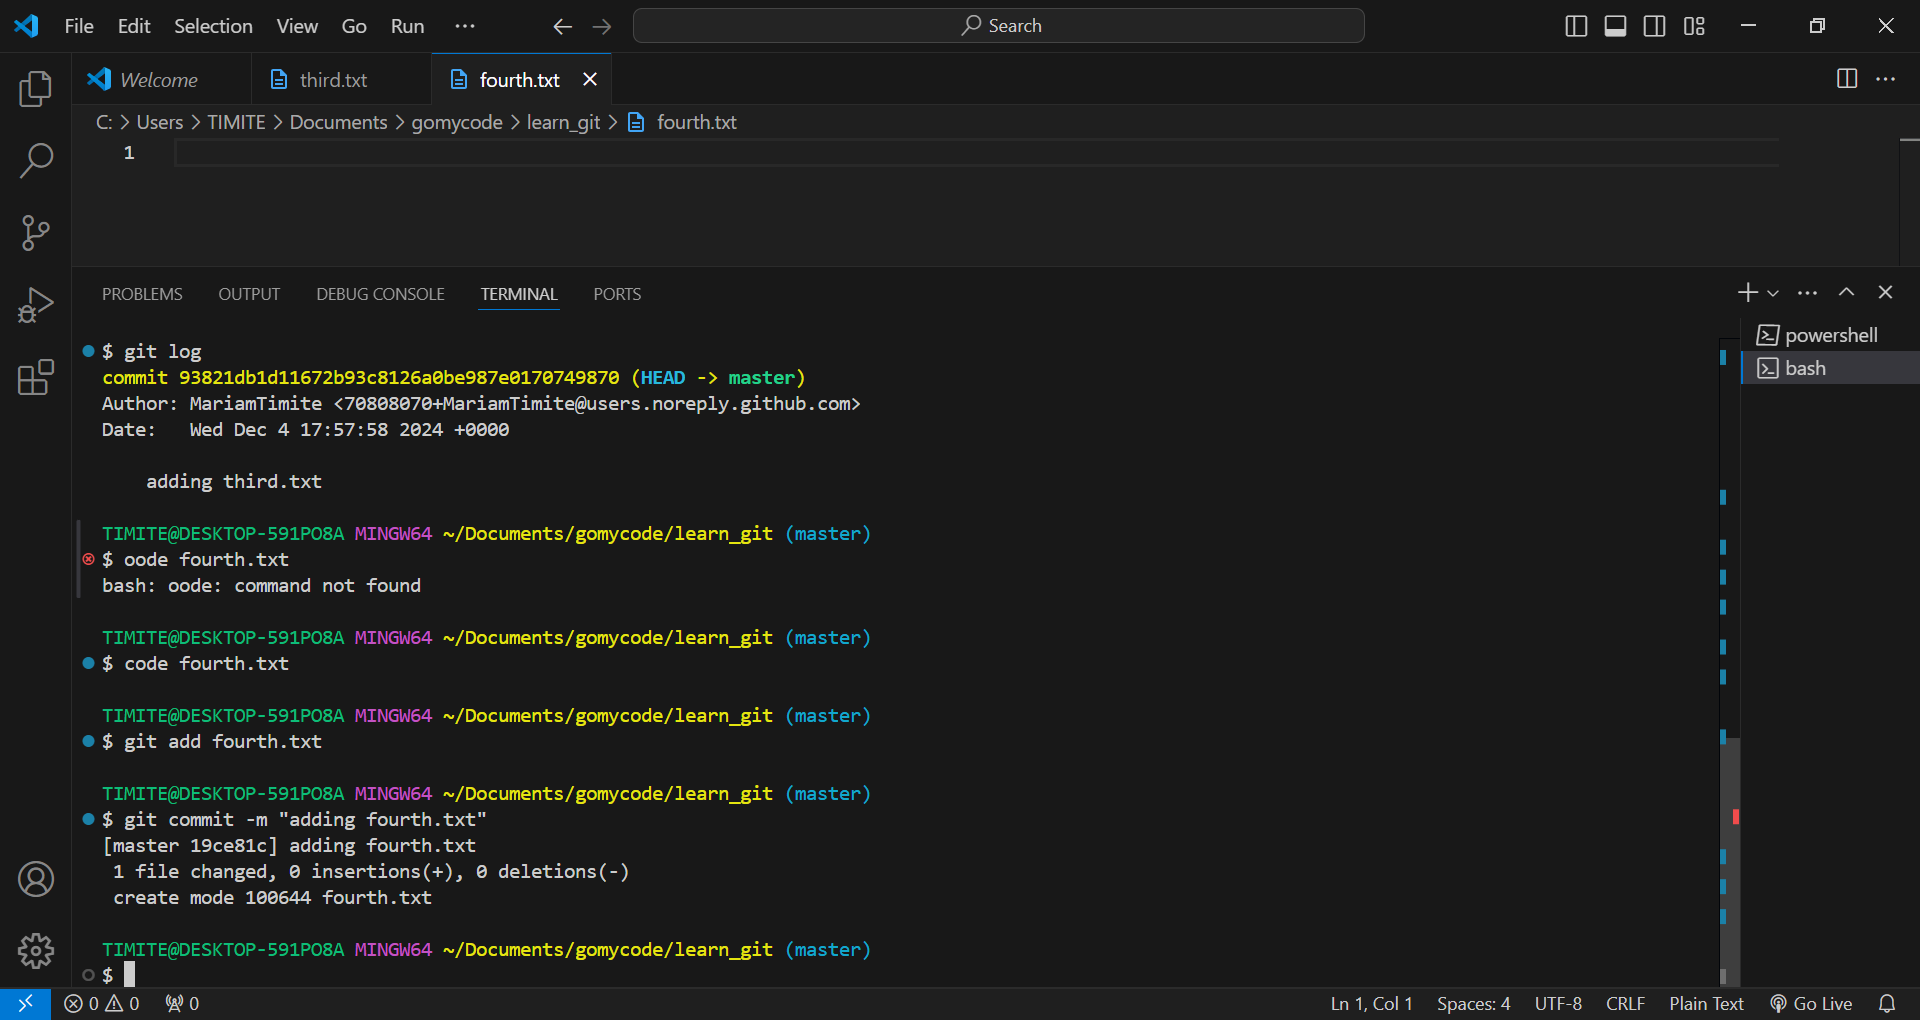 File Edit Selection View Go Run ··· Search
Welcome third.txt fourth.txt
C: > Users > TIMITE > Documents > gomycode > learn_git > fourth.txt
1
PROBLEMS OUTPUT DEBUG CONSOLE TERMINAL PORTS
powershell
bash
$ git log
commit 93821db1d11672b93c8126a0be987e0170749870 (HEAD -> master)
Author: MariamTimite <70808070+MariamTimite@users.noreply.github.com>
Date:   Wed Dec 4 17:57:58 2024 +0000
    adding third.txt
TIMITE@DESKTOP-591PO8A MINGW64 ~/Documents/gomycode/learn_git (master)
$ oode fourth.txt
bash: oode: command not found
TIMITE@DESKTOP-591PO8A MINGW64 ~/Documents/gomycode/learn_git (master)
$ code fourth.txt
TIMITE@DESKTOP-591PO8A MINGW64 ~/Documents/gomycode/learn_git (master)
$ git add fourth.txt
TIMITE@DESKTOP-591PO8A MINGW64 ~/Documents/gomycode/learn_git (master)
$ git commit -m "adding fourth.txt"
[master 19ce81c] adding fourth.txt
 1 file changed, 0 insertions(+), 0 deletions(-)
 create mode 100644 fourth.txt
TIMITE@DESKTOP-591PO8A MINGW64 ~/Documents/gomycode/learn_git (master)
$
0 0 0 Ln 1, Col 1 Spaces: 4 UTF-8 CRLF Plain Text Go Live